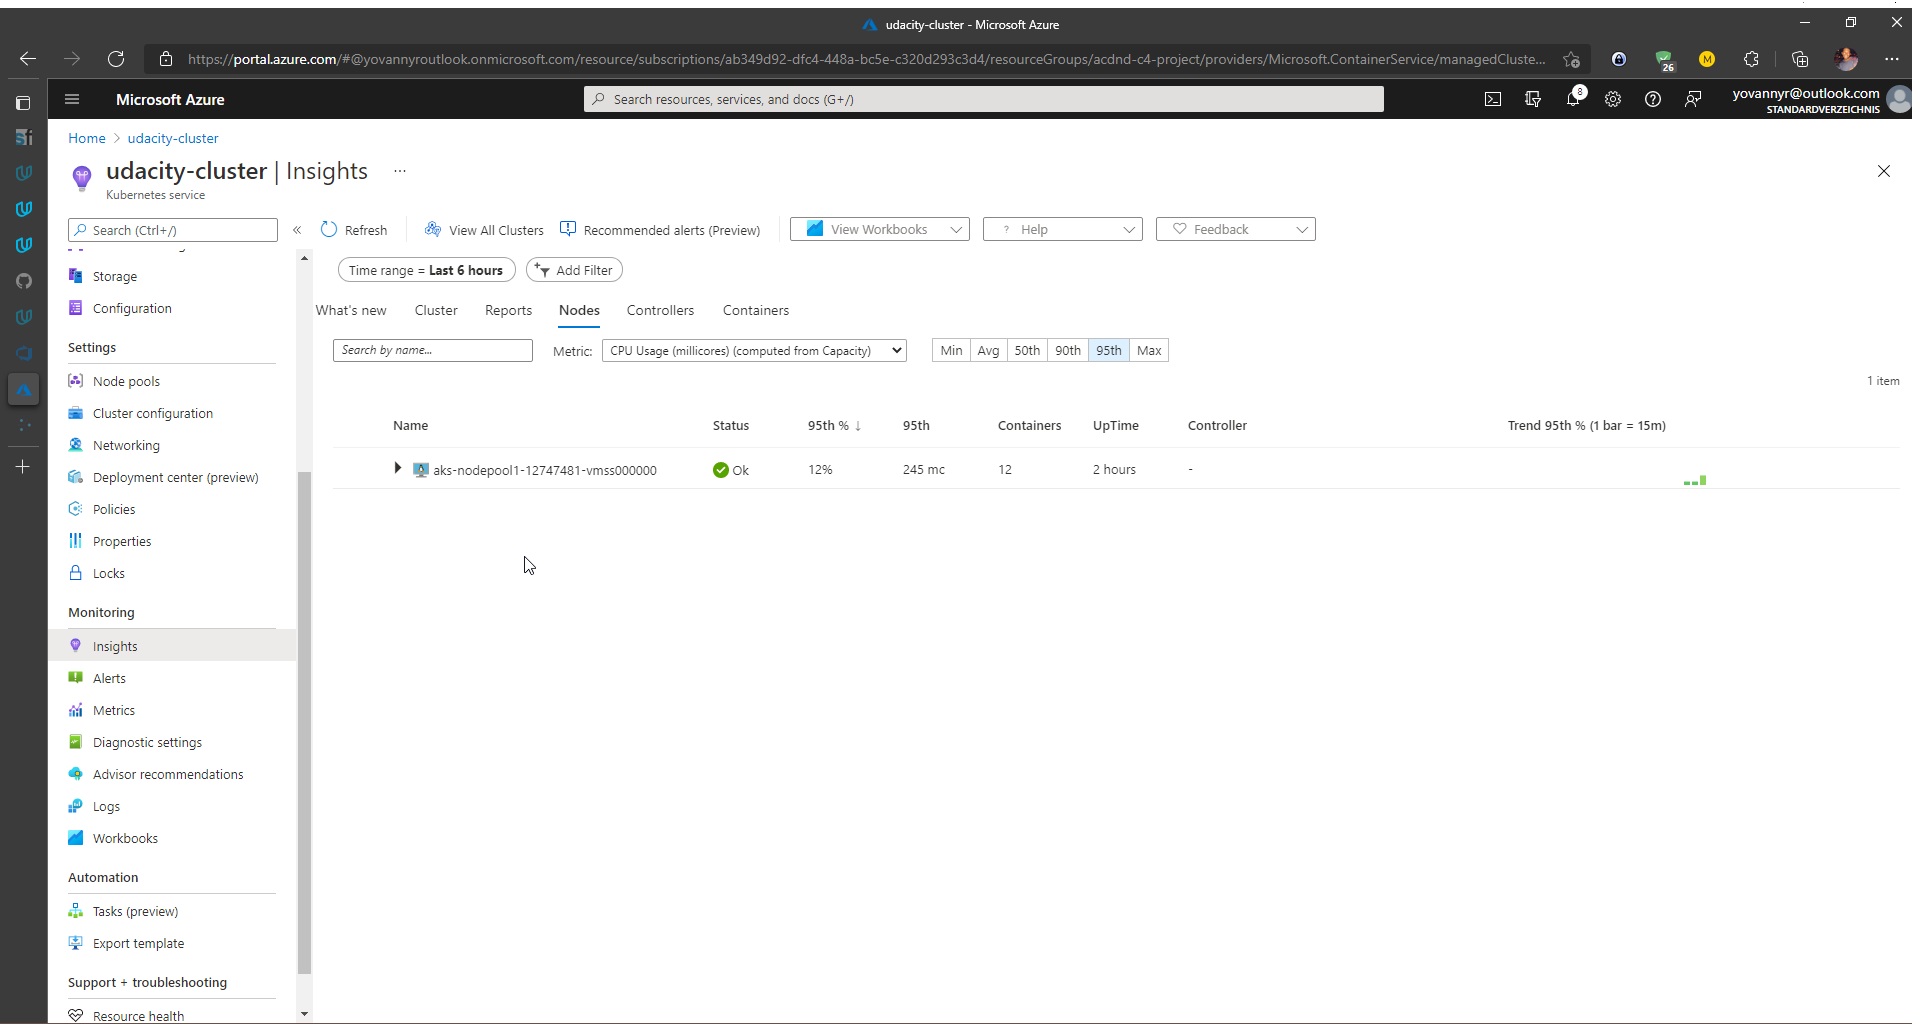 udacity-cluster - Microsoft Azure
https://portal.azure.com/#@yovannyroutlook.onmicrosoft.com/resource/subscriptions/ab349d92-dfc4-448a-bc5e-c320d293c3d4/resourceGroups/acdnd-c4-project/providers/Microsoft.ContainerService/managedCluste...
26
M
Microsoft Azure
Search resources, services, and docs (G+/)
8
yovannyr@outlook.com
STANDARDVERZEICHNIS
Home > udacity-cluster
udacity-cluster | Insights ...
Kubernetes service
Search (Ctrl+/)
«
Refresh
View All Clusters
Recommended alerts (Preview)
View Workbooks
? Help
Feedback
Time range = Last 6 hours
Add Filter
What's new
Cluster
Reports
Nodes
Controllers
Containers
Search by name...
Metric:
CPU Usage (millicores) (computed from Capacity)
Min
Avg
50th
90th
95th
Max
1 item
Name
Status
95th % ↓
95th
Containers
UpTime
Controller
Trend 95th % (1 bar = 15m)
aks-nodepool1-12747481-vmss000000
Ok
12%
245 mc
12
2 hours
-
Storage
Configuration
Settings
Node pools
Cluster configuration
Networking
Deployment center (preview)
Policies
Properties
Locks
Monitoring
Insights
Alerts
Metrics
Diagnostic settings
Advisor recommendations
Logs
Workbooks
Automation
Tasks (preview)
Export template
Support + troubleshooting
Resource health